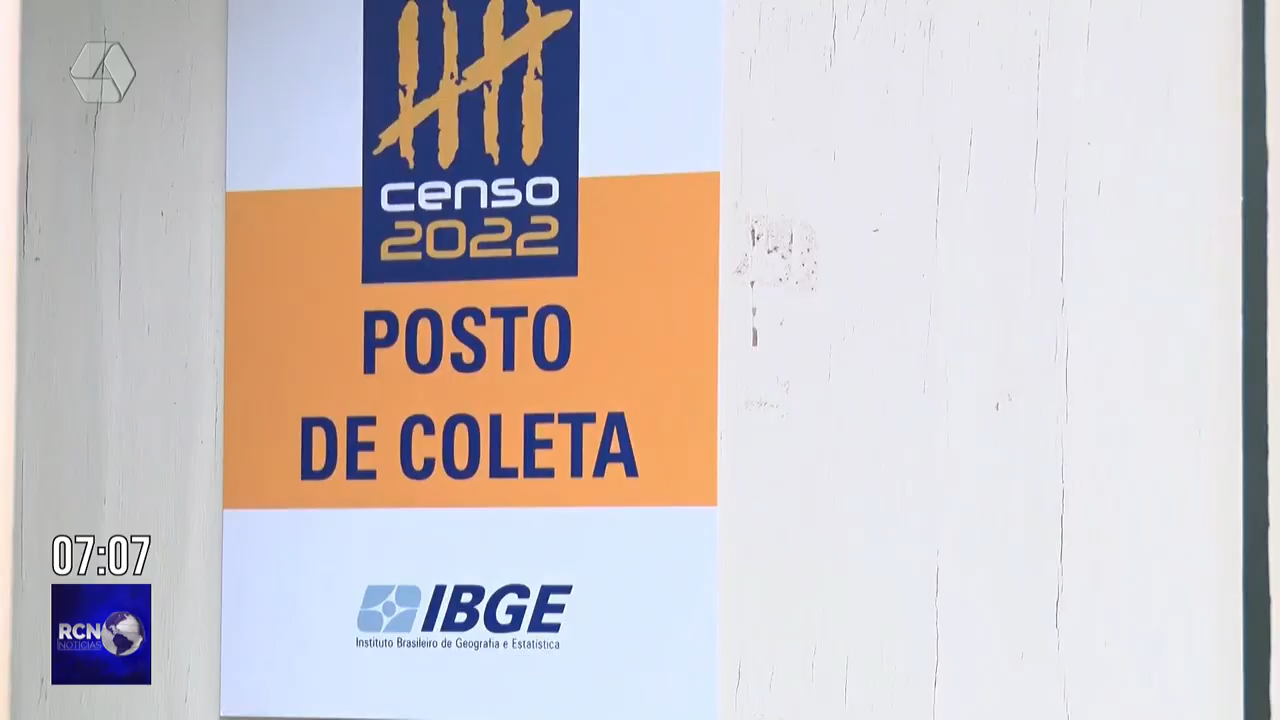 censo
2022
POSTO
DE COLETA
IBGE
Instituto Brasileiro de Geografia e Estatística
07:07
RCN
NOTÍCIAS